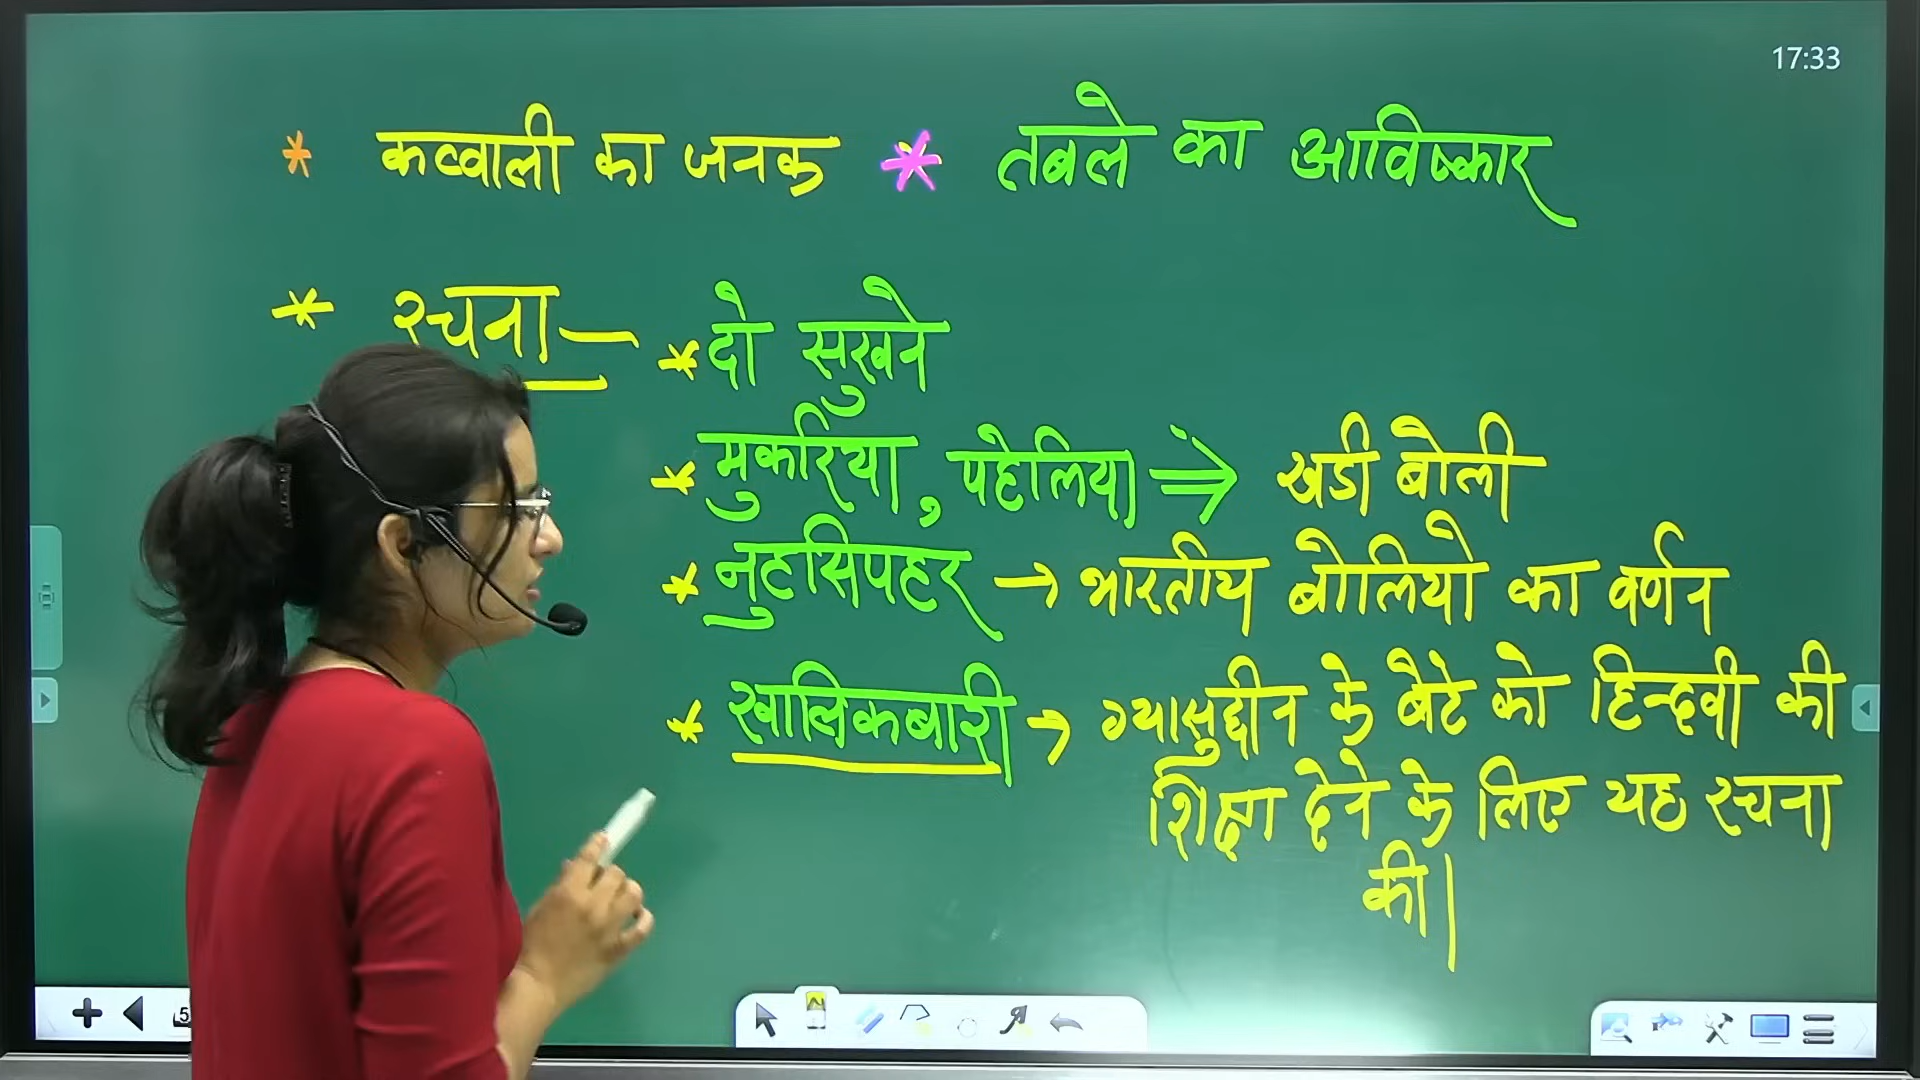 17:33
* कव्वाली का जनक * तबले का आविष्कार
* रचना — * दो सुखने
* मुकरिया, पहेलिया ⇒ खडी बोली
* नुहसिपहर → भारतीय बोलियो का वर्णन
* खालिकबारी → ग्यासुद्दीन के बेटे को हिन्दवी की
शिक्षा देने के लिए यह रचना
की|
5